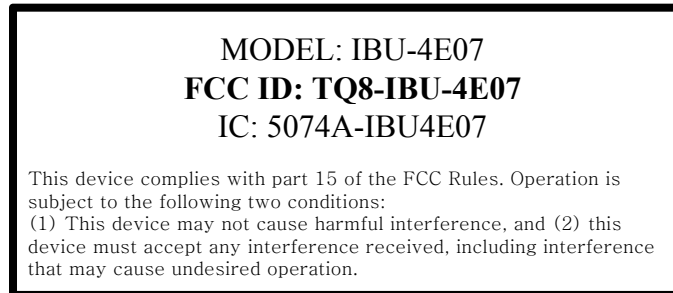 MODEL: IBU-4E07
FCC ID: TQ8-IBU-4E07
IC: 5074A-IBU4E07
This device complies with part 15 of the FCC Rules. Operation is
subject to the following two conditions:
(1) This device may not cause harmful interference, and (2) this
device must accept any interference received, including interference
that may cause undesired operation.